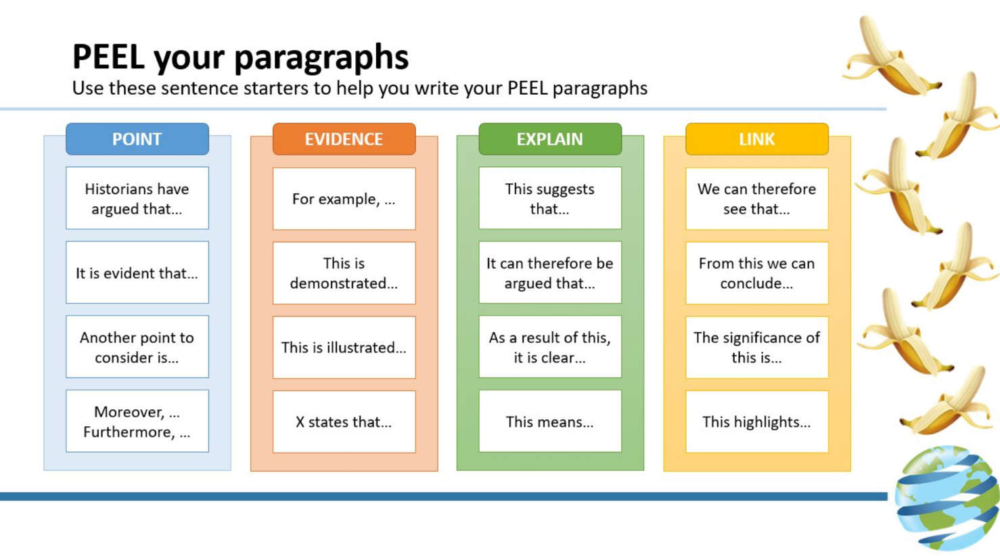 PEEL your paragraphs
Use these sentence starters to help you write your PEEL paragraphs
POINT
Historians have
argued that...
It is evident that...
Another point to
consider is...
Moreover, ...
Furthermore, ...
EVIDENCE
For example, ...
This is
demonstrated...
This is illustrated...
X states that...
EXPLAIN
This suggests
that...
It can therefore be
argued that...
As a result of this,
it is clear...
This means...
LINK
We can therefore
see that...
From this we can
conclude...
The significance of
this is...
This highlights...